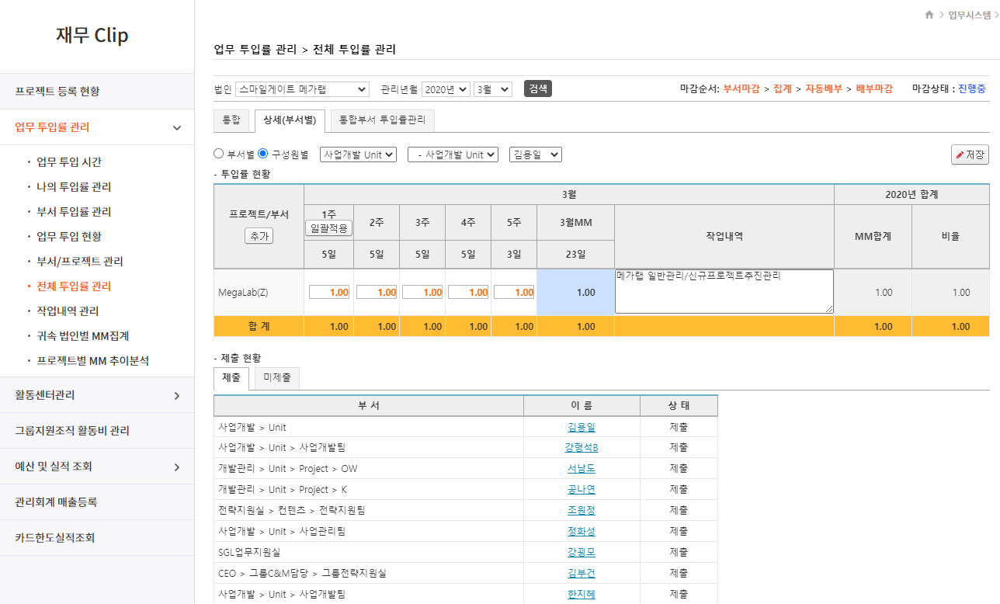 재무 Clip
프로젝트 등록 현황
업무 투입률 관리
· 업무 투입 시간
· 나의 투입률 관리
· 부서 투입률 관리
· 업무 투입 현황
· 부서/프로젝트 관리
· 전체 투입률 관리
· 작업내역 관리
· 귀속 법인별 MM집계
· 프로젝트별 MM 추이분석
활동센터관리
그룹지원조직 활동비 관리
예산 및 실적 조회
관리회계 매출등록
카드한도실적조회
> 업무시스템 >
업무 투입률 관리 > 전체 투입률 관리
법인 스마일게이트 메가랩 관리년월 2020년 3월 검색 마감순서: 부서마감 > 집계 > 자동배부 > 배부마감 마감상태 : 진행중
통합 상세(부서별) 통합부서 투입률관리
부서별 구성원별 사업개발 Unit - 사업개발 Unit 김용일 저장
- 투입률 현황
프로젝트/부서 추가 3월 2020년 합계
1주 일괄적용 2주 3주 4주 5주 3월MM 작업내역 MM합계 비율
5일 5일 5일 5일 3일 23일
MegaLab(Z) 1.00 1.00 1.00 1.00 1.00 1.00 메가랩 일반관리/신규프로젝트추진관리 1.00 1.00
합 계 1.00 1.00 1.00 1.00 1.00 1.00 1.00 1.00
- 제출 현황
제출 미제출
부 서 이 름 상 태
사업개발 > Unit 김용일 제출
사업개발 > Unit > 사업개발팀 강형석B 제출
개발관리 > Unit > Project > OW 서남도 제출
개발관리 > Unit > Project > K 공나연 제출
전략지원실 > 컨텐츠 > 전략지원팀 조원정 제출
사업개발 > Unit > 사업관리팀 정화성 제출
SGL업무지원실 강굉모 제출
CEO > 그룹C&M담당 > 그룹전략지원실 김부건 제출
사업개발 > Unit > 사업개발팀 한지혜 제출